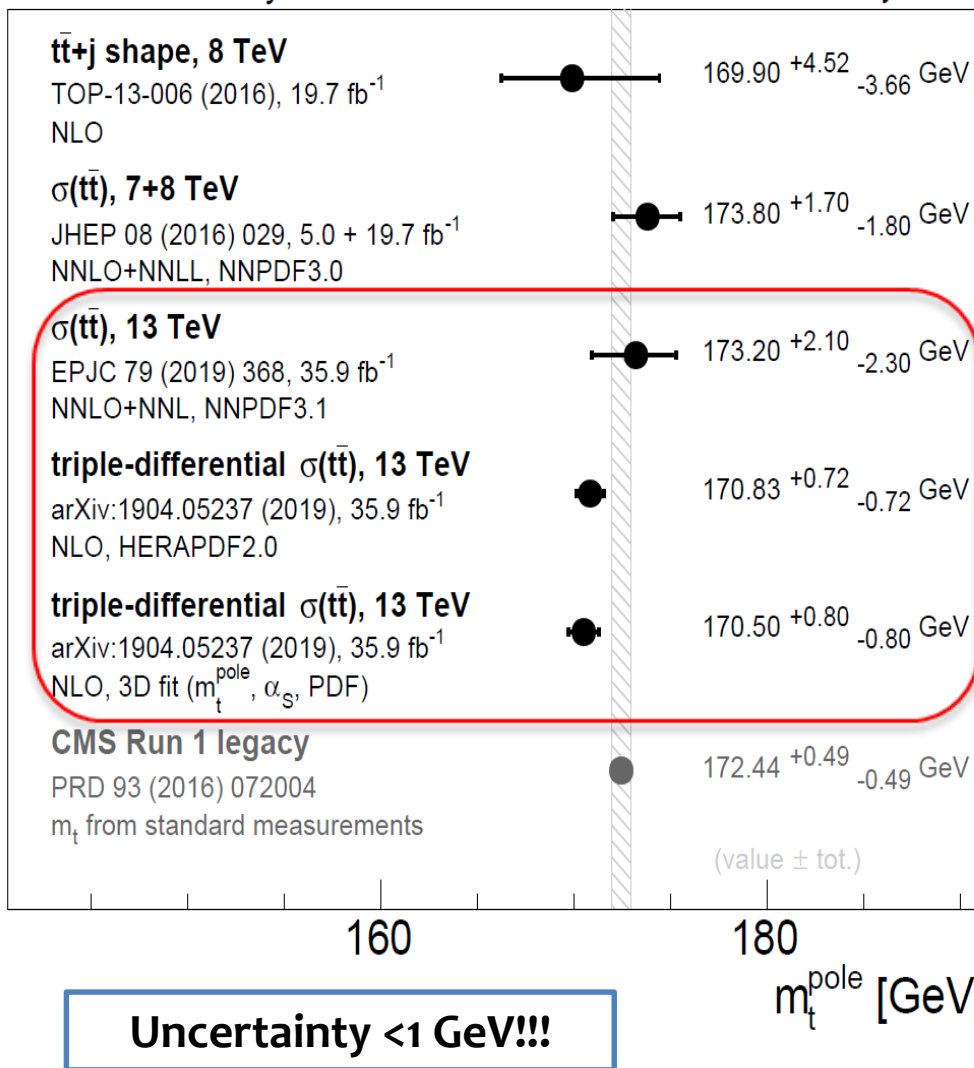 tt̄+j shape, 8 TeV
TOP-13-006 (2016), 19.7 fb⁻¹
NLO
169.90 +4.52 -3.66 GeV
σ(tt̄), 7+8 TeV
JHEP 08 (2016) 029, 5.0 + 19.7 fb⁻¹
NNLO+NNLL, NNPDF3.0
173.80 +1.70 -1.80 GeV
σ(tt̄), 13 TeV
EPJC 79 (2019) 368, 35.9 fb⁻¹
NNLO+NNL, NNPDF3.1
173.20 +2.10 -2.30 GeV
triple-differential σ(tt̄), 13 TeV
arXiv:1904.05237 (2019), 35.9 fb⁻¹
NLO, HERAPDF2.0
170.83 +0.72 -0.72 GeV
triple-differential σ(tt̄), 13 TeV
arXiv:1904.05237 (2019), 35.9 fb⁻¹
NLO, 3D fit (m_t^pole, α_S, PDF)
170.50 +0.80 -0.80 GeV
CMS Run 1 legacy
PRD 93 (2016) 072004
m_t from standard measurements
172.44 +0.49 -0.49 GeV
(value ± tot.)
160 180
m_t^pole [GeV
Uncertainty <1 GeV!!!